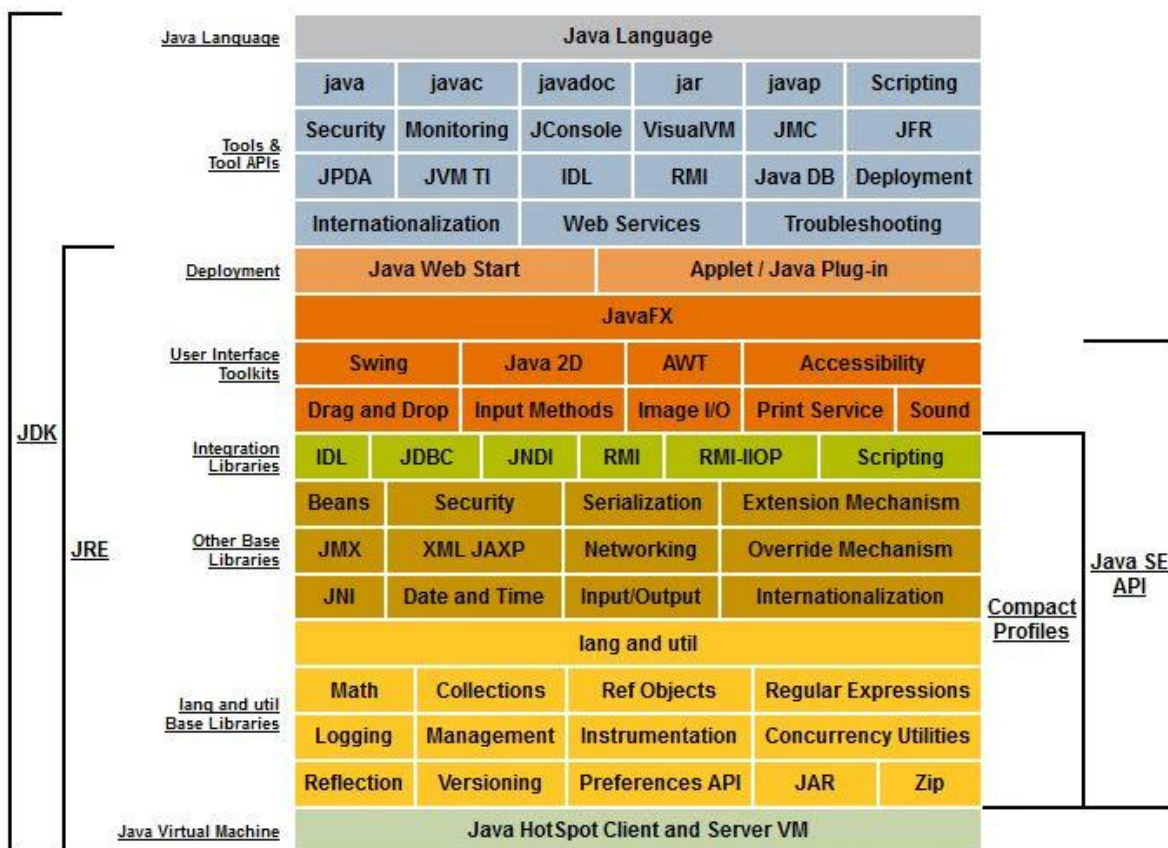 Java Language Java Language
java javac javadoc jar javap Scripting
Security Monitoring JConsole VisualVM JMC JFR
Tools &
Tool APIs
JPDA JVM TI IDL RMI Java DB Deployment
Internationalization Web Services Troubleshooting
Deployment Java Web Start Applet / Java Plug-in
JavaFX
User Interface
Toolkits
Swing Java 2D AWT Accessibility
Drag and Drop Input Methods Image I/O Print Service Sound
JDK
Integration
Libraries
IDL JDBC JNDI RMI RMI-IIOP Scripting
Beans Security Serialization Extension Mechanism
JRE
Other Base
Libraries
JMX XML JAXP Networking Override Mechanism
Java SE
API
JNI Date and Time Input/Output Internationalization
Compact
Profiles
lang and util
lang and util
Base Libraries
Math Collections Ref Objects Regular Expressions
Logging Management Instrumentation Concurrency Utilities
Reflection Versioning Preferences API JAR Zip
Java Virtual Machine Java HotSpot Client and Server VM